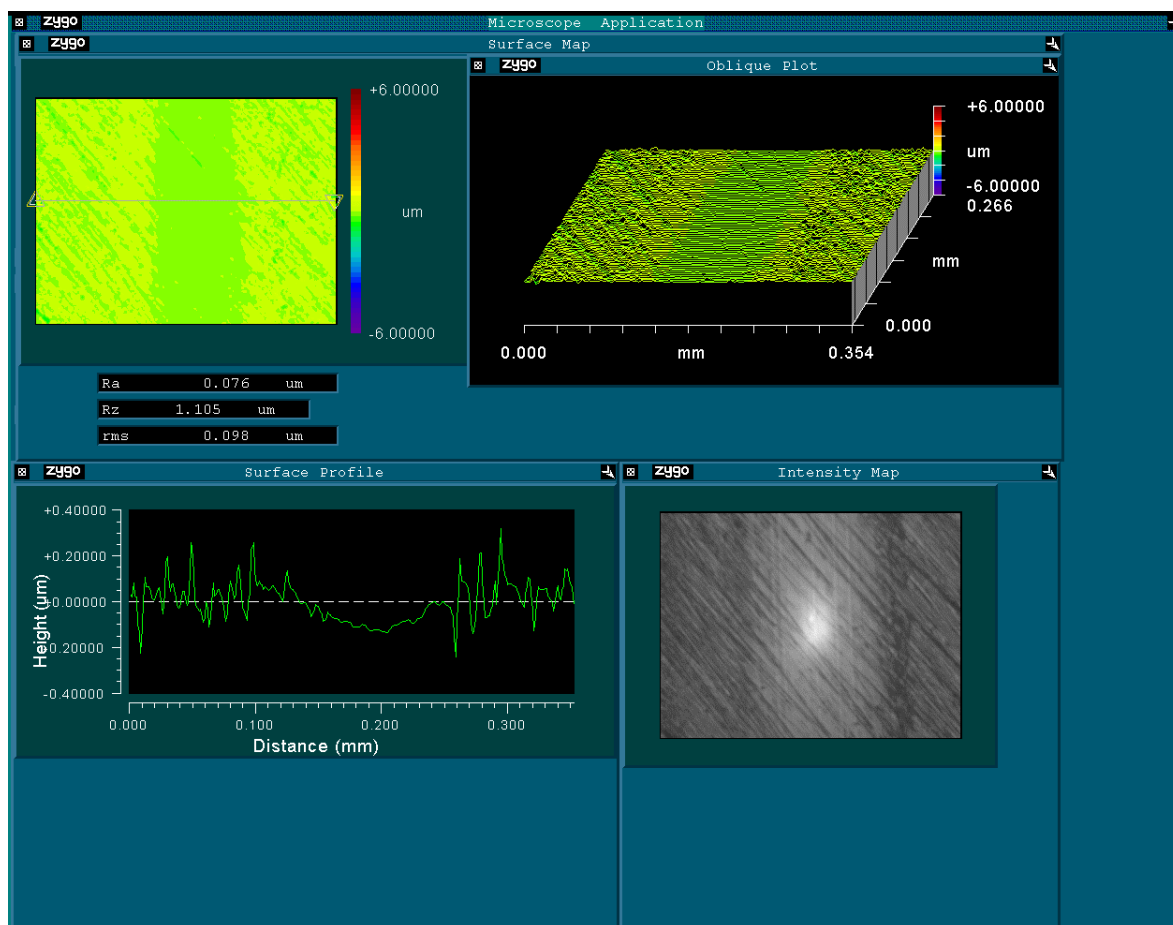 zygo Microscope Application
zygo Surface Map
+6.00000
um
-6.00000
zygo Oblique Plot
+6.00000
um
-6.00000
0.266
mm
0.000
0.000 mm 0.354
Ra 0.076 um
Rz 1.105 um
rms 0.098 um
zygo Surface Profile
+0.40000
+0.20000
+0.00000
-0.20000
-0.40000
Height (µm)
0.000 0.100 0.200 0.300
Distance (mm)
zygo Intensity Map